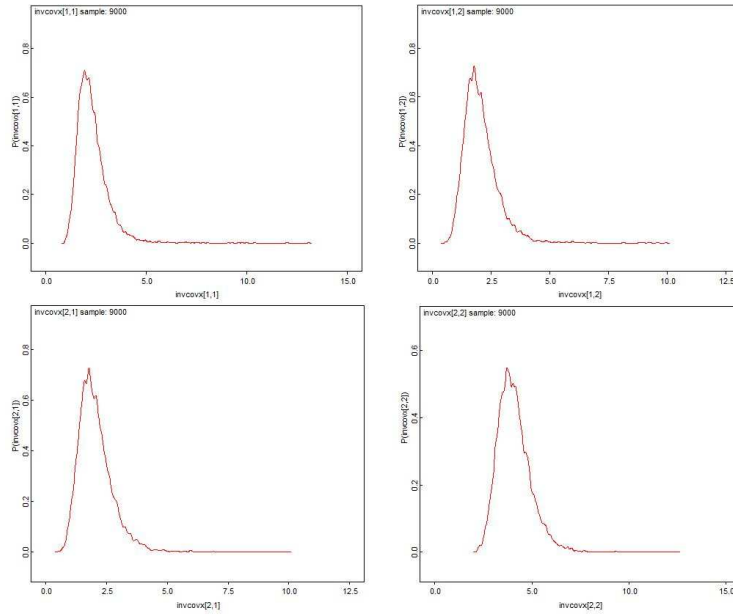 invcovx[1,1] sample: 9000
P(invcovx[1,1])
0.8
0.6
0.4
0.2
0.0
0.0 5.0 10.0 15.0
invcovx[1,1]
invcovx[1,2] sample: 9000
P(invcovx[1,2])
0.8
0.6
0.4
0.2
0.0
0.0 2.5 5.0 7.5 10.0 12.5
invcovx[1,2]
invcovx[2,1] sample: 9000
P(invcovx[2,1])
0.8
0.6
0.4
0.2
0.0
0.0 2.5 5.0 7.5 10.0 12.5
invcovx[2,1]
invcovx[2,2] sample: 9000
P(invcovx[2,2])
0.6
0.4
0.2
0.0
0.0 5.0 10.0 15.0
invcovx[2,2]